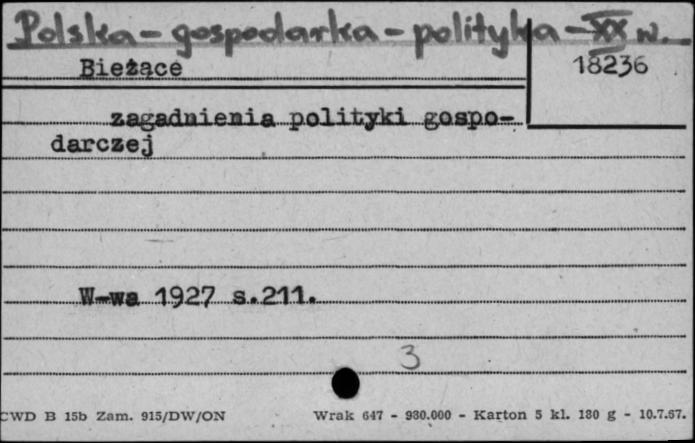 Polska - gospodarka - polityka - XX w.
Bieżące
18236
zagadnienia polityki gospo-
darczej
W-wa 1927 s.211.
3
CWD B 15b Zam. 915/DW/ON Wrak 647 - 930.000 - Karton 5 kl. 180 g - 10.7.67.